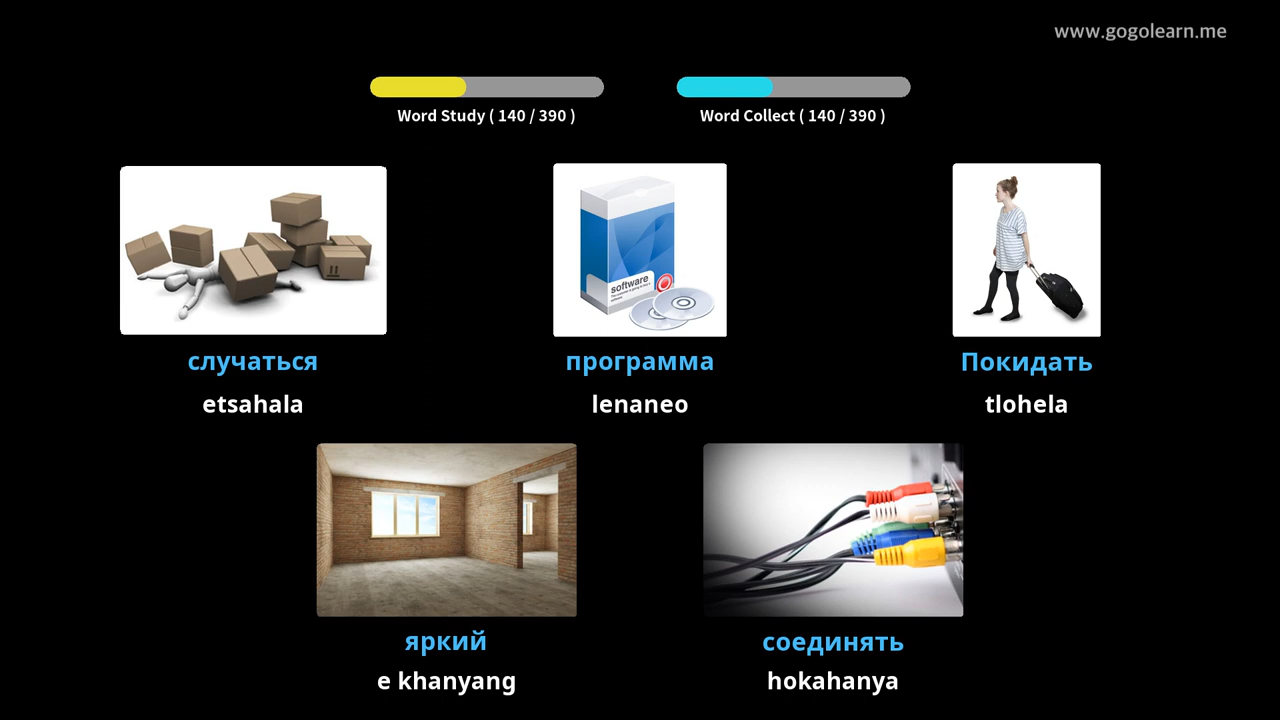 www.gogolearn.me
Word Study ( 140 / 390 )
Word Collect ( 140 / 390 )
software
случаться
программа
Покидать
etsahala
lenaneo
tlohela
яркий
соединять
e khanyang
hokahanya